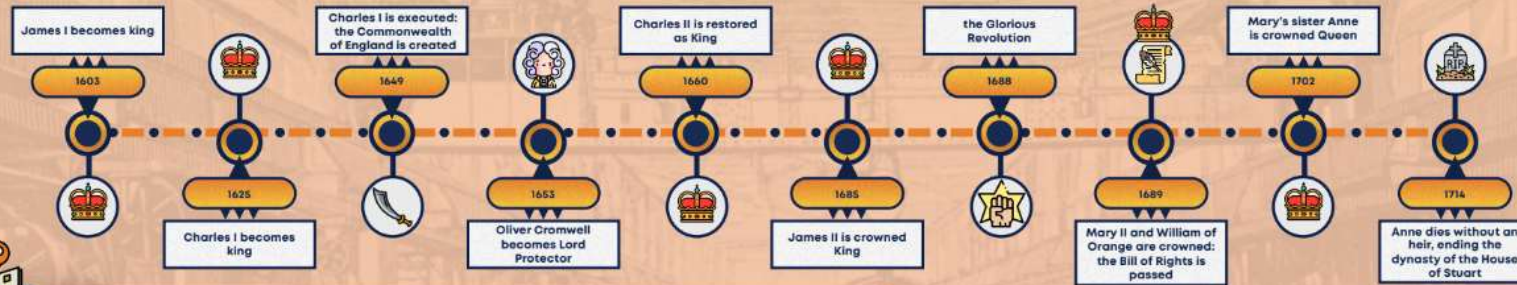 James I becomes king
1603
1625
Charles I becomes
king
Charles I is executed:
the Commonwealth
of England is created
1649
1653
Oliver Cromwell
becomes Lord
Protector
Charles II is restored
as King
1660
1685
James II is crowned
King
the Glorious
Revolution
1688
1689
Mary II and William of
Orange are crowned:
the Bill of Rights is
passed
Mary's sister Anne
is crowned Queen
1702
RIP
1714
Anne dies without an
heir, ending the
dynasty of the House
of Stuart